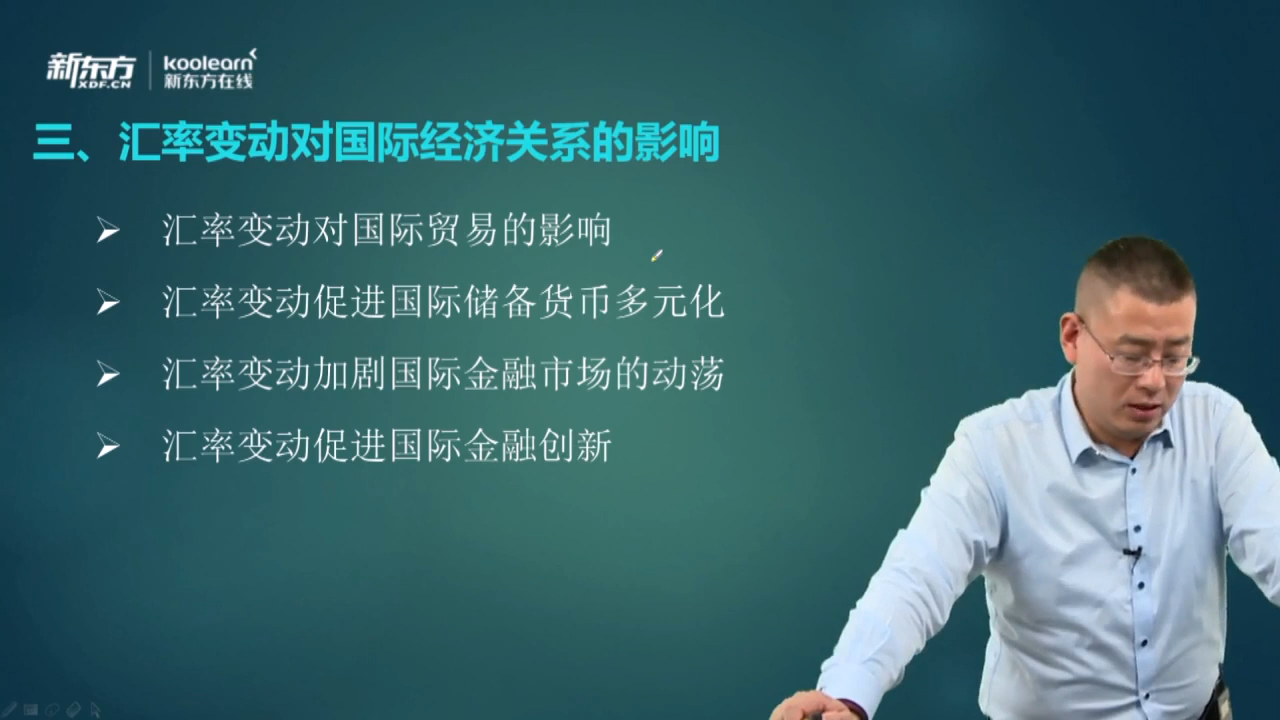 新东方
XDF.CN
koolearn
新东方在线
三、汇率变动对国际经济关系的影响
汇率变动对国际贸易的影响
汇率变动促进国际储备货币多元化
汇率变动加剧国际金融市场的动荡
汇率变动促进国际金融创新